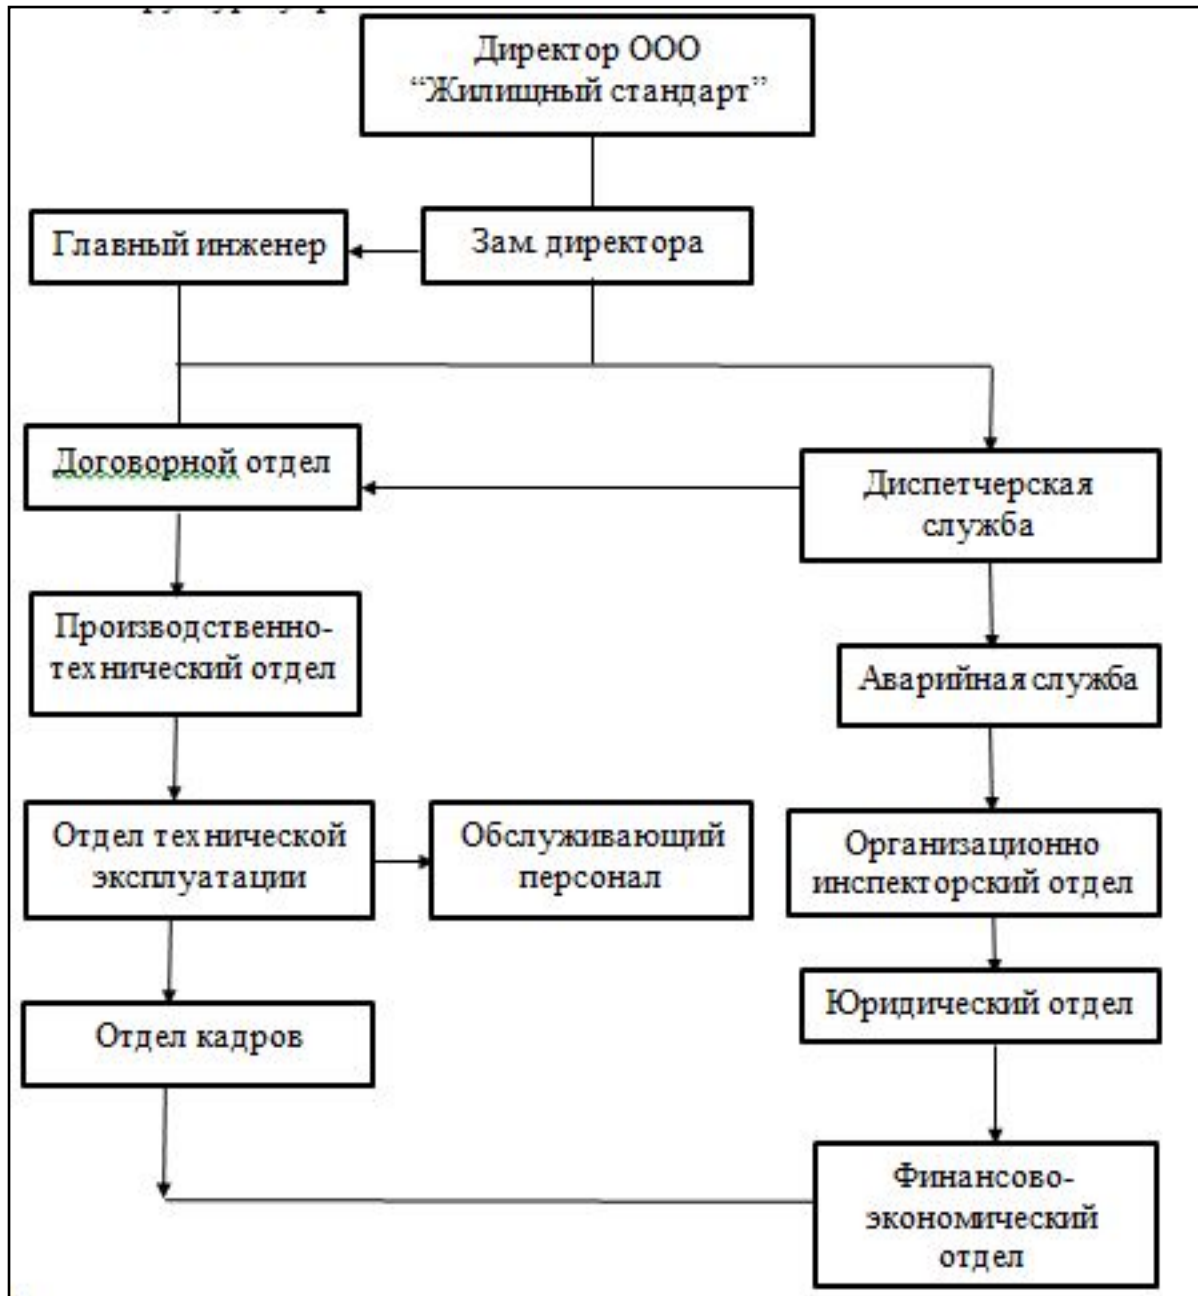 Директор ООО
“Жилищный стандарт”
Главный инженер
Зам. директора
Договорной отдел
Диспетчерская
служба
Производственно-
технический отдел
Аварийная служба
Отдел технической
эксплуатации
Обслуживающий
персонал
Организационно
инспекторский отдел
Юридический отдел
Отдел кадров
Финансово-
экономический
отдел